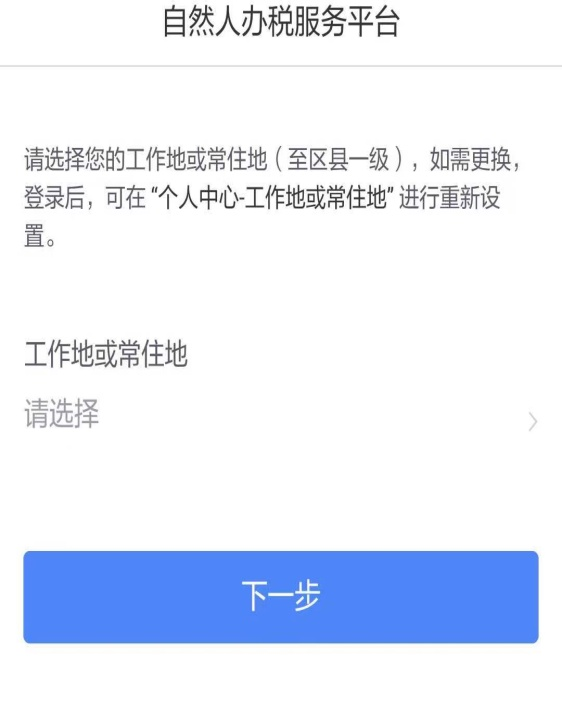 自然人办税服务平台
请选择您的工作地或常住地（至区县一级），如需更换，
登录后，可在 “个人中心-工作地或常住地” 进行重新设
置。
工作地或常住地
请选择
下一步